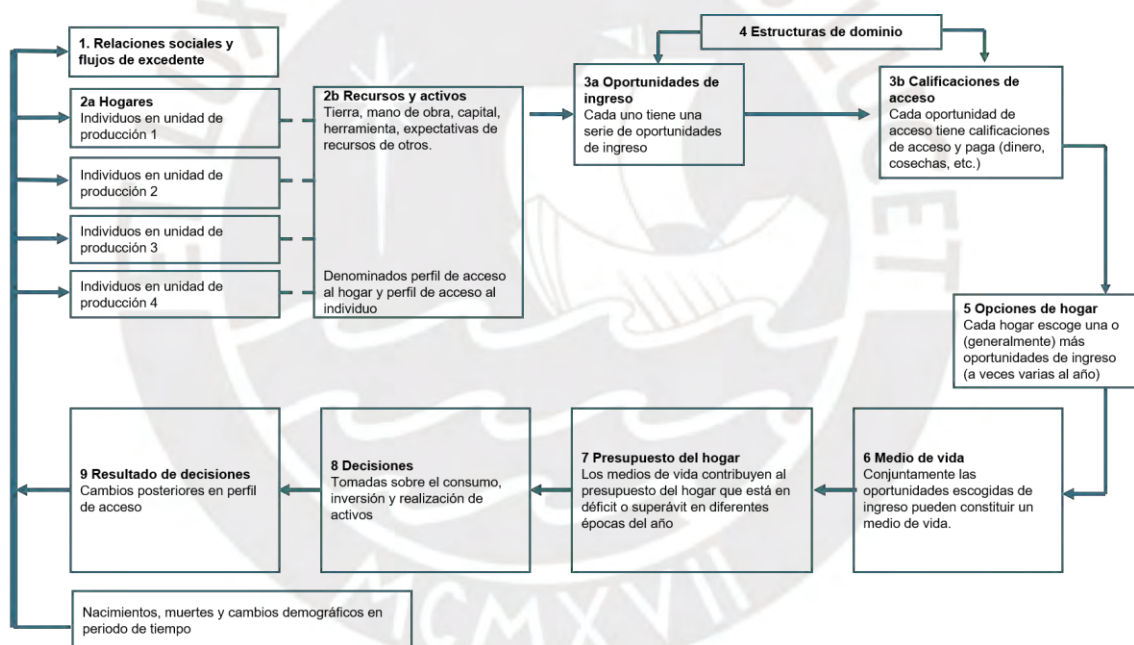 1. Relaciones sociales y
flujos de excedente
2a Hogares
Individuos en unidad de
producción 1
Individuos en unidad de
producción 2
Individuos en unidad de
producción 3
Individuos en unidad de
producción 4
2b Recursos y activos
Tierra, mano de obra, capital,
herramienta, expectativas de
recursos de otros.
Denominados perfil de acceso
al hogar y perfil de acceso al
individuo
4 Estructuras de dominio
3a Oportunidades de
ingreso
Cada uno tiene una
serie de oportunidades
de ingreso
3b Calificaciones de
acceso
Cada oportunidad de
acceso tiene calificaciones
de acceso y paga (dinero,
cosechas, etc.)
5 Opciones de hogar
Cada hogar escoge una o
(generalmente) más
oportunidades de ingreso
(a veces varias al año)
6 Medio de vida
Conjuntamente las
oportunidades escogidas de
ingreso pueden constituir un
medio de vida.
7 Presupuesto del hogar
Los medios de vida contribuyen al
presupuesto del hogar que está en
déficit o superávit en diferentes
épocas del año
8 Decisiones
Tomadas sobre el consumo,
inversión y realización de
activos
9 Resultado de decisiones
Cambios posteriores en perfil
de acceso
Nacimientos, muertes y cambios demográficos en
periodo de tiempo
MCMXVII